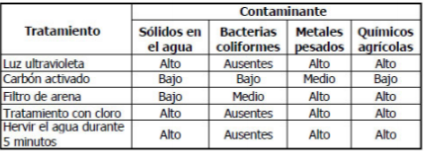 Contaminante
Tratamiento
Sólidos en el agua
Bacterias coliformes
Metales pesados
Químicos agrícolas
Luz ultravioleta Alto Ausentes Alto Alto
Carbón activado Bajo Bajo Medio Bajo
Filtro de arena Bajo Medio Alto Alto
Tratamiento con cloro Alto Ausentes Alto Alto
Hervir el agua durante
5 minutos Alto Ausentes Alto Alto